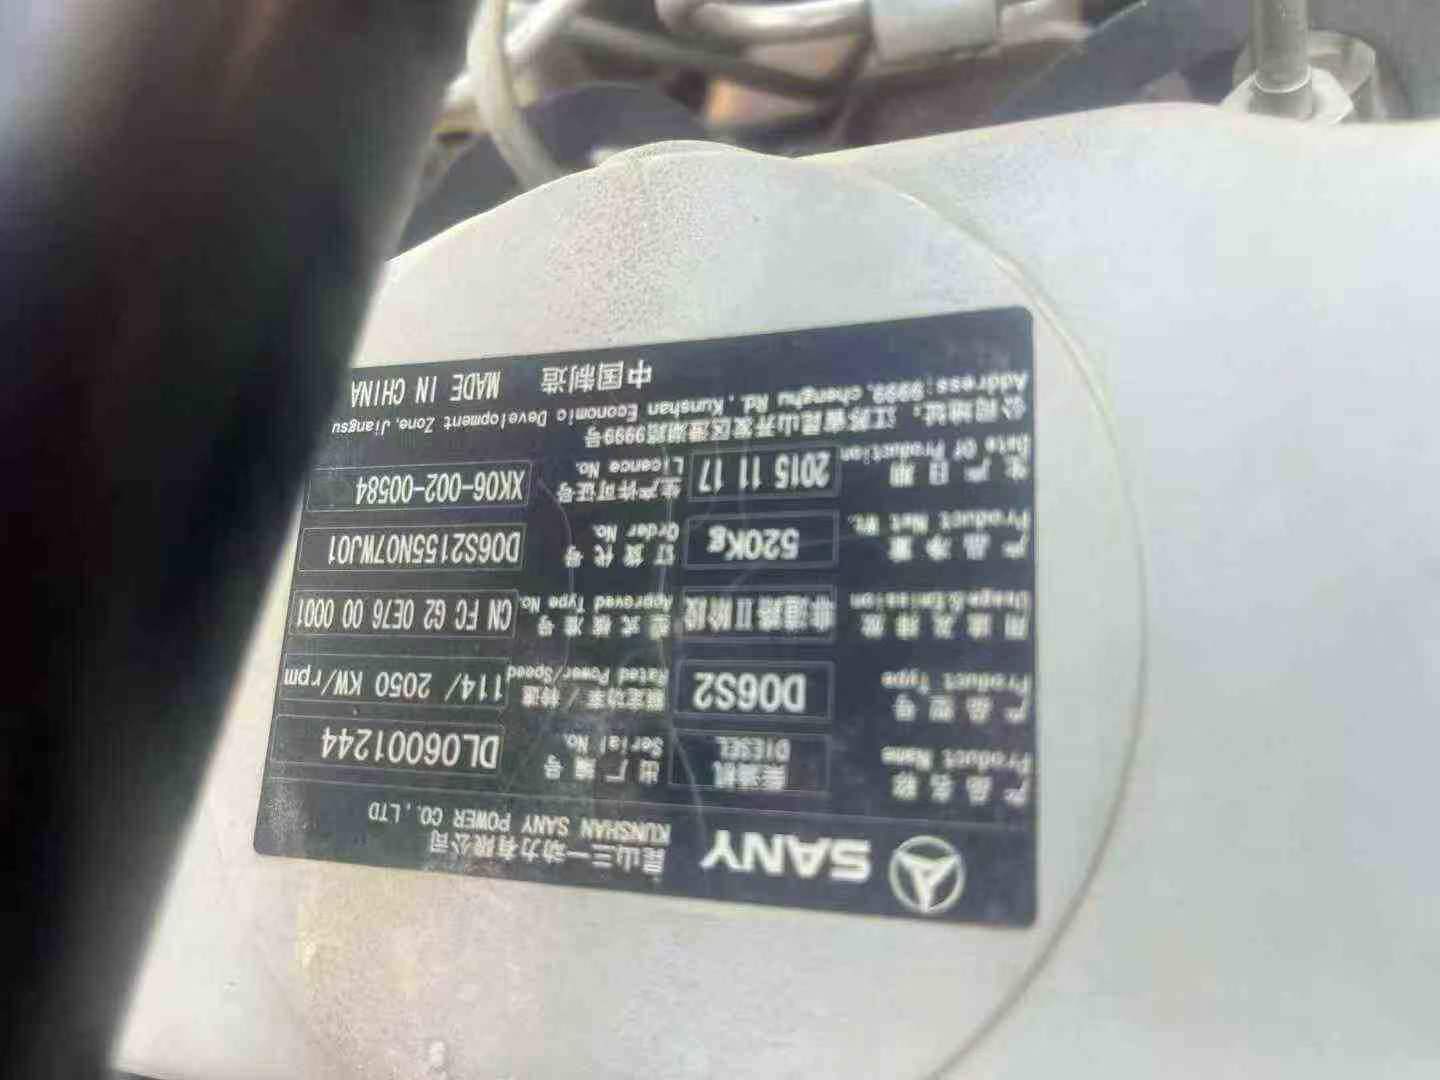 SANY 昆山三一动力有限公司
KUNSHAN SANY POWER CO., LTD
产品名称 柴油机 出厂编号 DL06001244
Product Name DIESEL Serial No.
产品型号 D06S2 额定功率/转速 114/ 2050 KW/rpm
Product Type Rated Power/Speed
用途及排放 非道路II阶段 型式核准号 CN FC G2 0E76 00 0001
Usage&Emission Approved Type No.
产品净重 520Kg 订货代号 D06S2155N07WJ01
Product Net Wt. Order No.
生产日期 2015 11 17 生产许可证号 XK06-002-00584
Date Of Production Licence No.
公司地址：江苏省昆山开发区澄湖路9999号
Address:9999,chenghu Rd.Kunshan Economic Development Zone,Jiangsu
中国制造 MADE IN CHINA